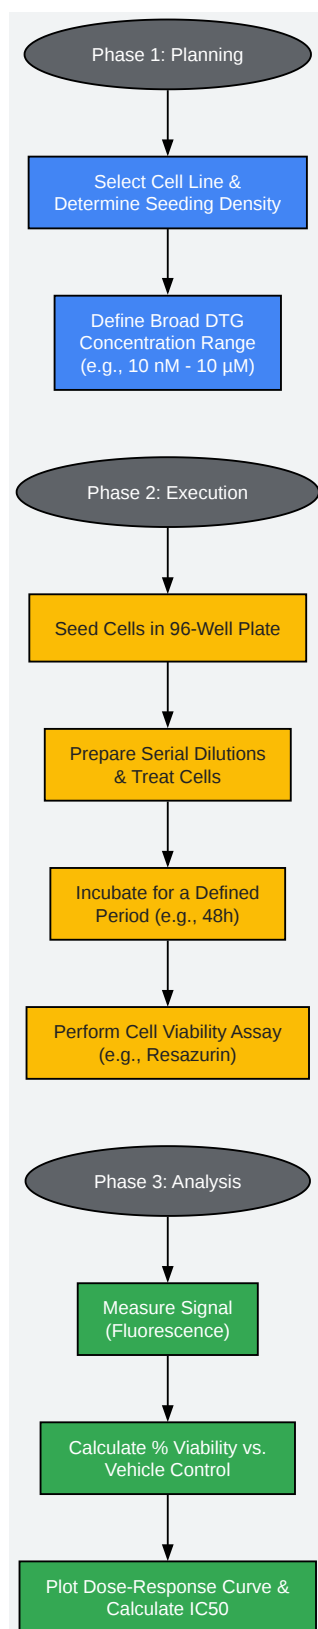 Phase 1: Planning
Select Cell Line &
Determine Seeding Density
Define Broad DTG
Concentration Range
(e.g., 10 nM - 10 µM)
Phase 2: Execution
Seed Cells in 96-Well Plate
Prepare Serial Dilutions
& Treat Cells
Incubate for a Defined
Period (e.g., 48h)
Perform Cell Viability Assay
(e.g., Resazurin)
Phase 3: Analysis
Measure Signal
(Fluorescence)
Calculate % Viability vs.
Vehicle Control
Plot Dose-Response Curve &
Calculate IC50